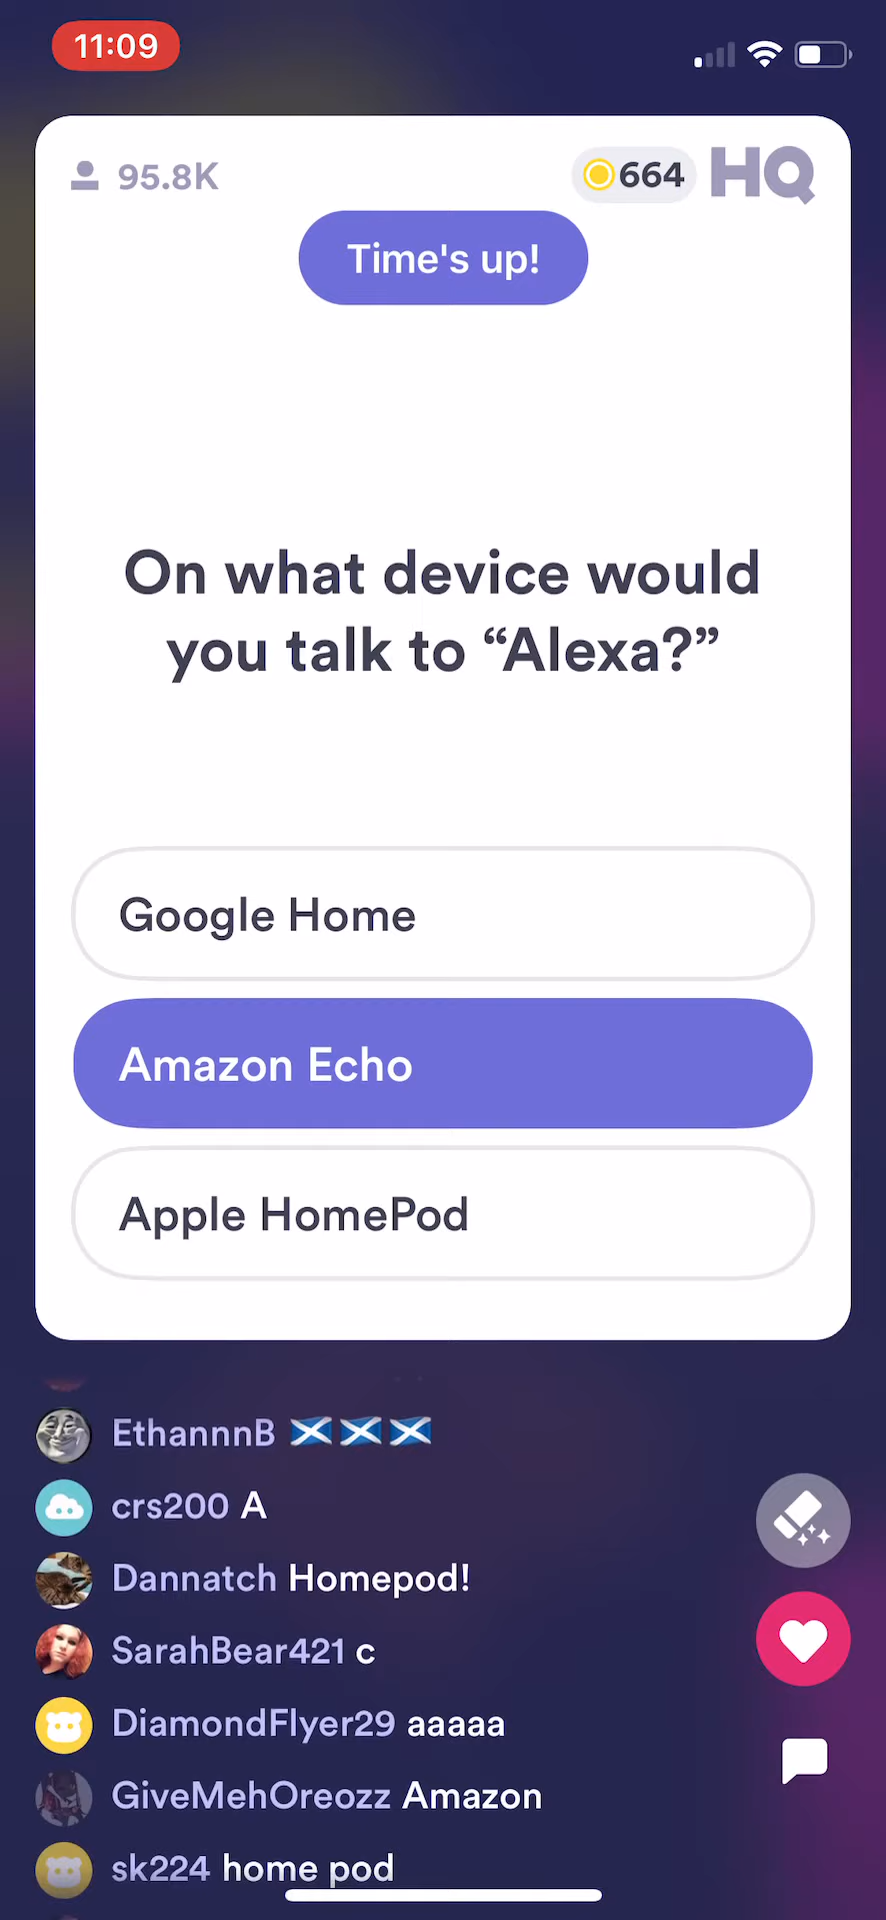 11:09
95.8K
664
HQ
Time's up!
On what device would
you talk to “Alexa?”
Google Home
Amazon Echo
Apple HomePod
EthannnB 🏴󠁧󠁢󠁳󠁣󠁴󠁿🏴󠁧󠁢󠁳󠁣󠁴󠁿🏴󠁧󠁢󠁳󠁣󠁴󠁿
crs200 A
Dannatch Homepod!
SarahBear421 c
DiamondFlyer29 aaaaa
GiveMehOreozz Amazon
sk224 home pod